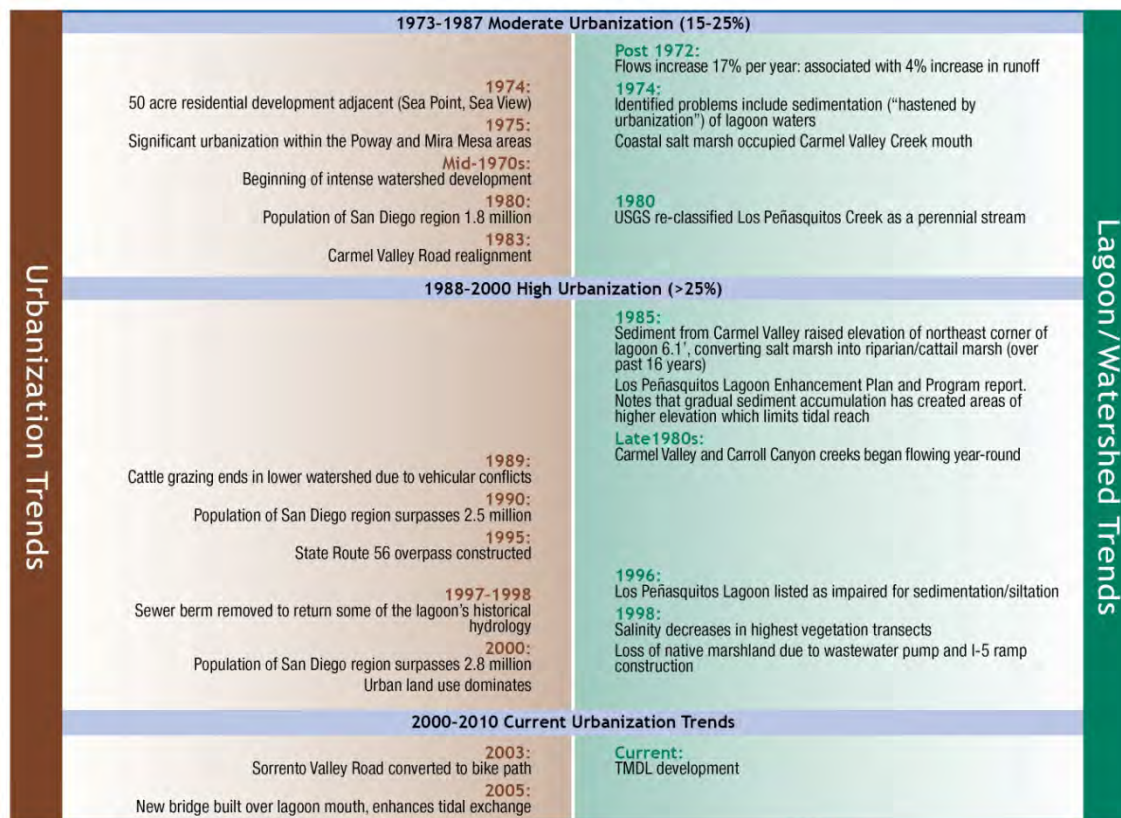 1973-1987 Moderate Urbanization (15-25%)
1974:
50 acre residential development adjacent (Sea Point, Sea View)
1975:
Significant urbanization within the Poway and Mira Mesa areas
Mid-1970s:
Beginning of intense watershed development
1980:
Population of San Diego region 1.8 million
1983:
Carmel Valley Road realignment
Post 1972:
Flows increase 17% per year: associated with 4% increase in runoff
1974:
Identified problems include sedimentation (“hastened by
urbanization”) of lagoon waters
Coastal salt marsh occupied Carmel Valley Creek mouth
1980
USGS re-classified Los Peñasquitos Creek as a perennial stream
1988-2000 High Urbanization (>25%)
1989:
Cattle grazing ends in lower watershed due to vehicular conflicts
1990:
Population of San Diego region surpasses 2.5 million
1995:
State Route 56 overpass constructed
1997-1998
Sewer berm removed to return some of the lagoon’s historical
hydrology
2000:
Population of San Diego region surpasses 2.8 million
Urban land use dominates
1985:
Sediment from Carmel Valley raised elevation of northeast corner of
lagoon 6.1′, converting salt marsh into riparian/cattail marsh (over
past 16 years)
Los Peñasquitos Lagoon Enhancement Plan and Program report.
Notes that gradual sediment accumulation has created areas of
higher elevation which limits tidal reach
Late1980s:
Carmel Valley and Carroll Canyon creeks began flowing year-round
1996:
Los Peñasquitos Lagoon listed as impaired for sedimentation/siltation
1998:
Salinity decreases in highest vegetation transects
Loss of native marshland due to wastewater pump and I-5 ramp
construction
2000-2010 Current Urbanization Trends
2003:
Sorrento Valley Road converted to bike path
2005:
New bridge built over lagoon mouth, enhances tidal exchange
Current:
TMDL development
Urbanization Trends
Lagoon/Watershed Trends